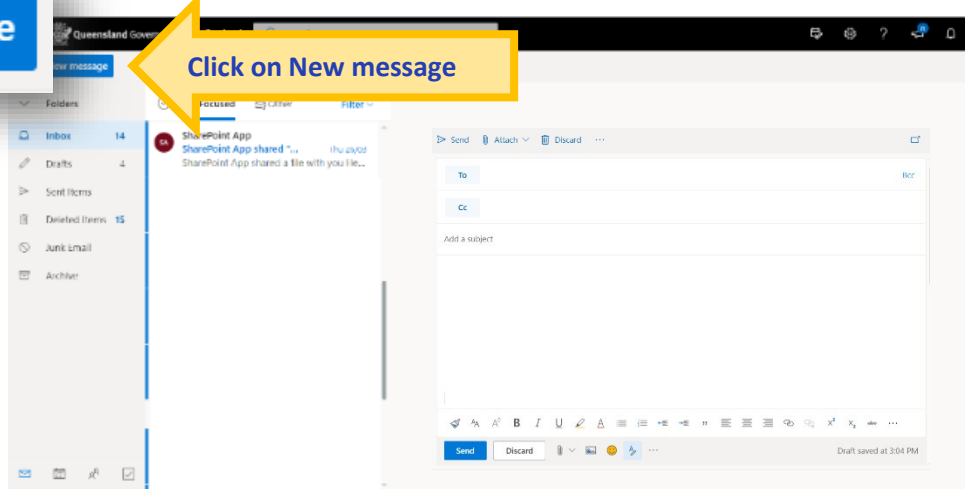 e
Queensland Gover
ew message
Click on New message
Folders
Focused
Other
Filter
Inbox 14
Drafts 4
Sent Items
Deleted Items 15
Junk Email
Archive
SA
SharePoint App
SharePoint App shared "...
SharePoint App shared a file with you He...
Send Attach Discard ...
To
Bcc
Cc
Add a subject
B I U A
Send Discard ... Draft saved at 3:04 PM